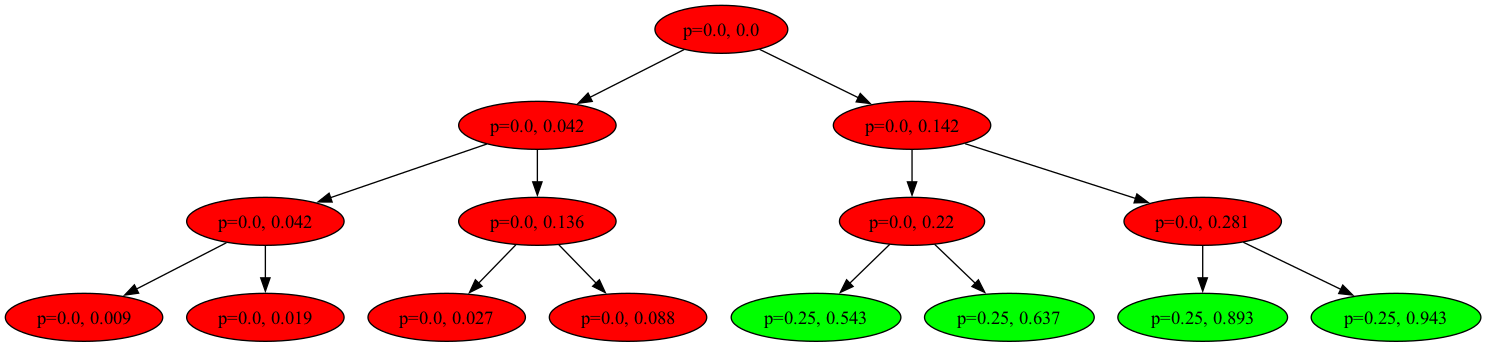 p=0.0, 0.0
p=0.0, 0.042
p=0.0, 0.142
p=0.0, 0.042
p=0.0, 0.136
p=0.0, 0.22
p=0.0, 0.281
p=0.0, 0.009
p=0.0, 0.019
p=0.0, 0.027
p=0.0, 0.088
p=0.25, 0.543
p=0.25, 0.637
p=0.25, 0.893
p=0.25, 0.943